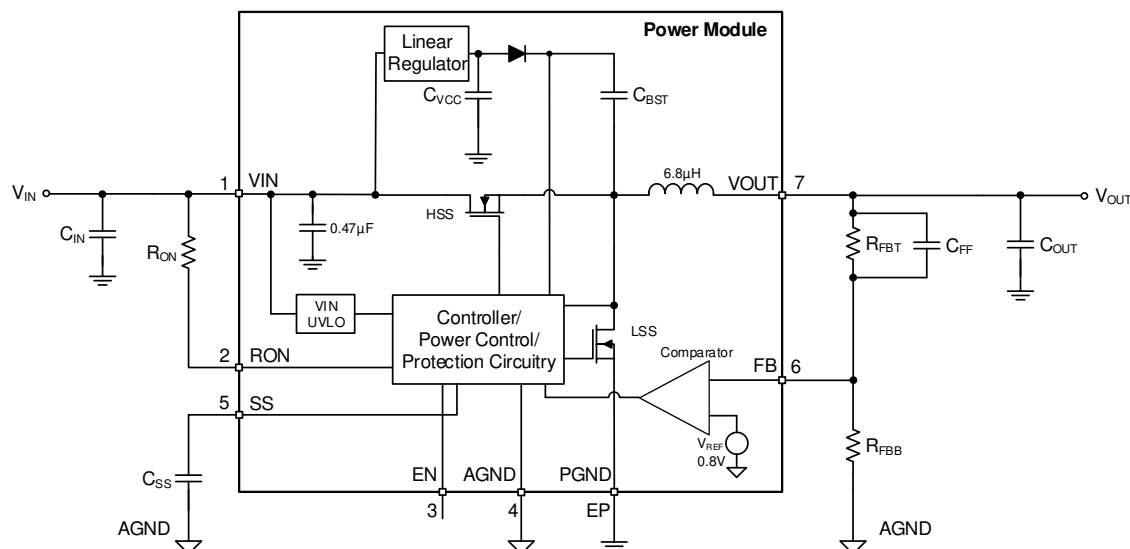 Power Module
Linear
Regulator
CVCC
CBST
6.8µH
VIN
1
VIN
VOUT
7
VOUT
HSS
CIN
RON
0.47µF
RFBT
CFF
COUT
VIN
UVLO
Controller/
Power Control/
Protection Circuitry
LSS
Comparator
2
RON
FB
6
5
SS
VREF
0.8V
RFBB
CSS
EN
AGND
PGND
AGND
3
4
EP
AGND